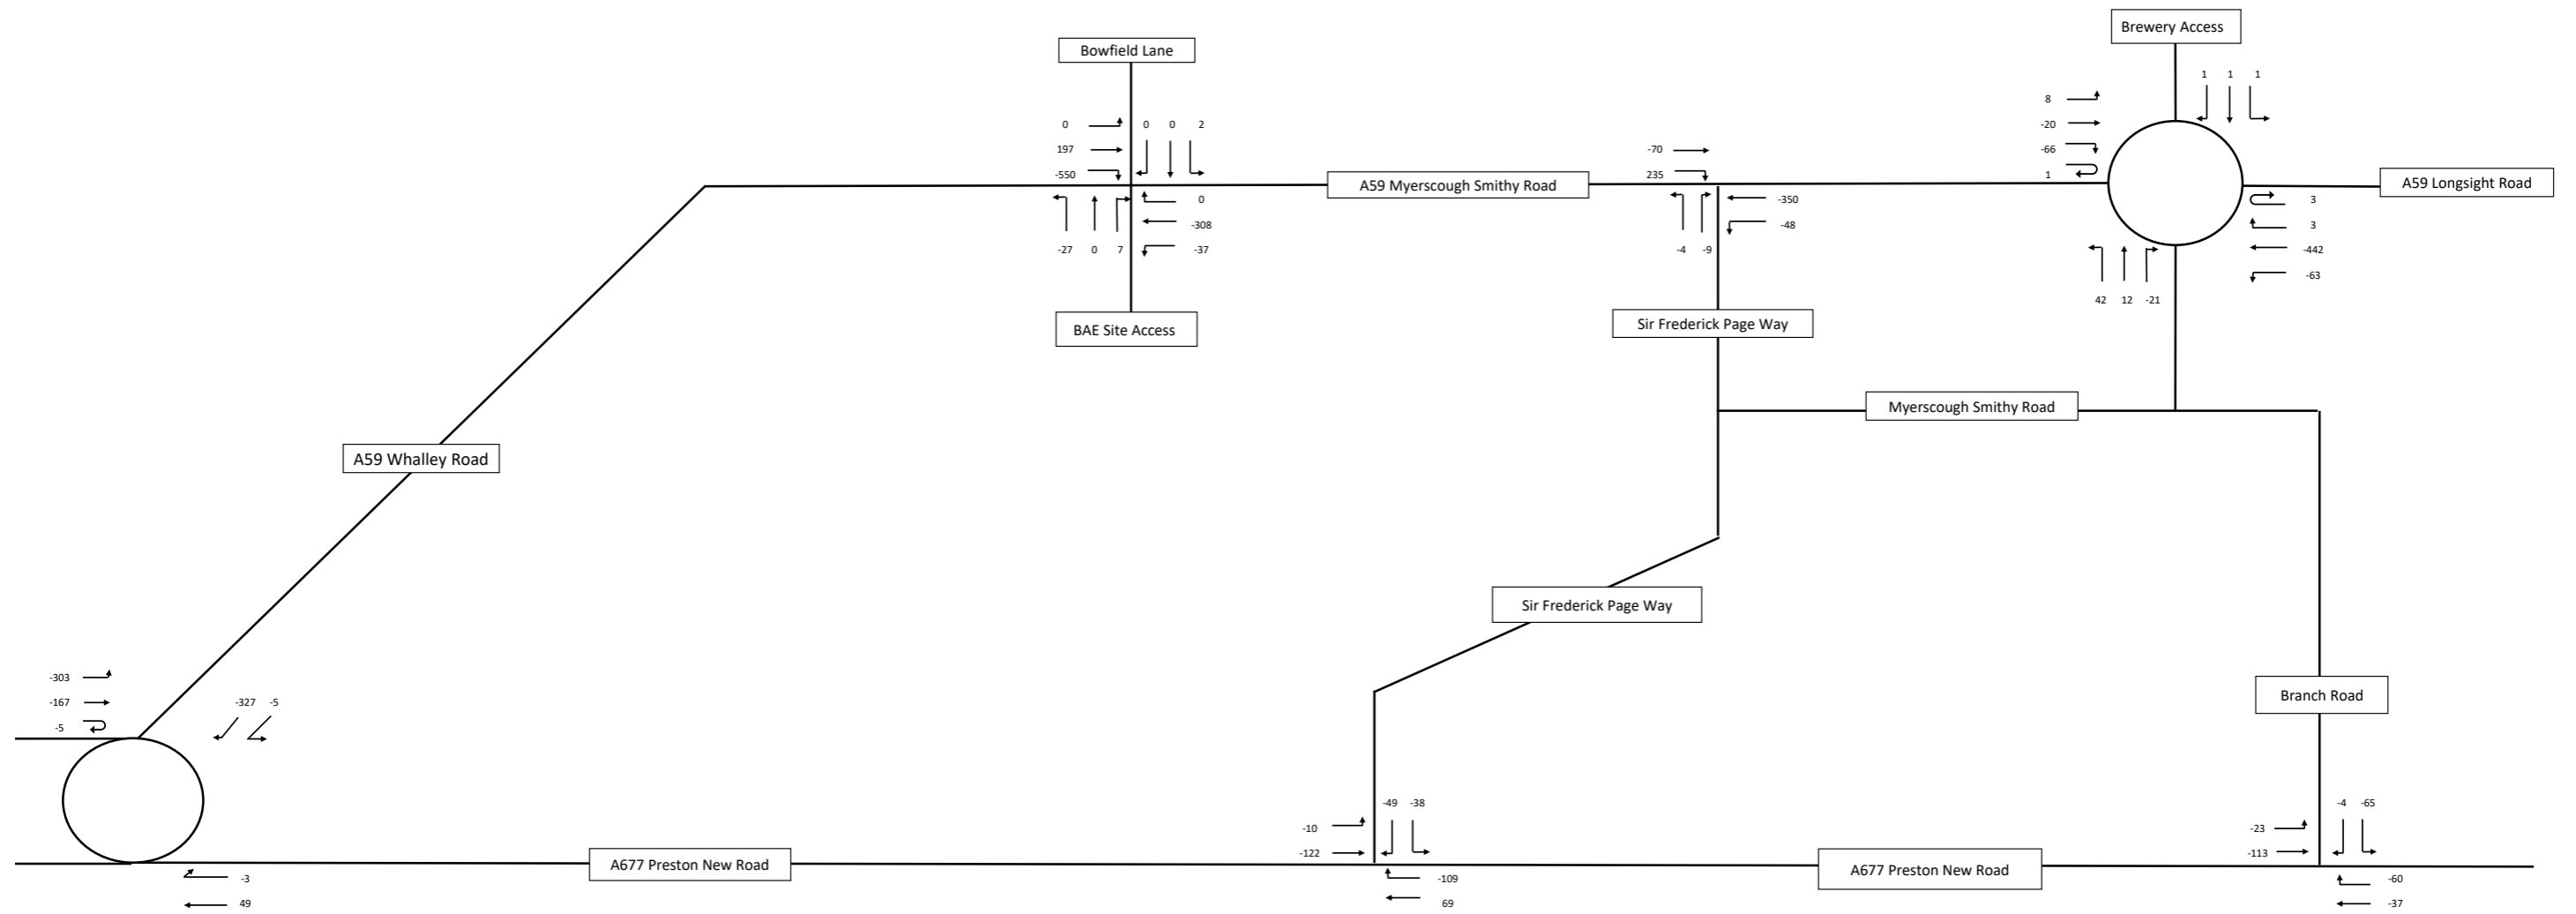 Brewery Access
Bowfield Lane
1 1 1
8
0 0 0 2
-20
197
-70
-66
-550
235
1
A59 Myerscough Smithy Road
A59 Longsight Road
0
-350
3
-308
-48
3
-27 0 7
-37
-4 -9
-442
-63
42 12 -21
BAE Site Access
Sir Frederick Page Way
Myerscough Smithy Road
A59 Whalley Road
Sir Frederick Page Way
-303
-167
-327 -5
-5
Branch Road
-49 -38
-4 -65
-10
-23
-122
-113
A677 Preston New Road
A677 Preston New Road
-3
-109
-60
49
69
-37